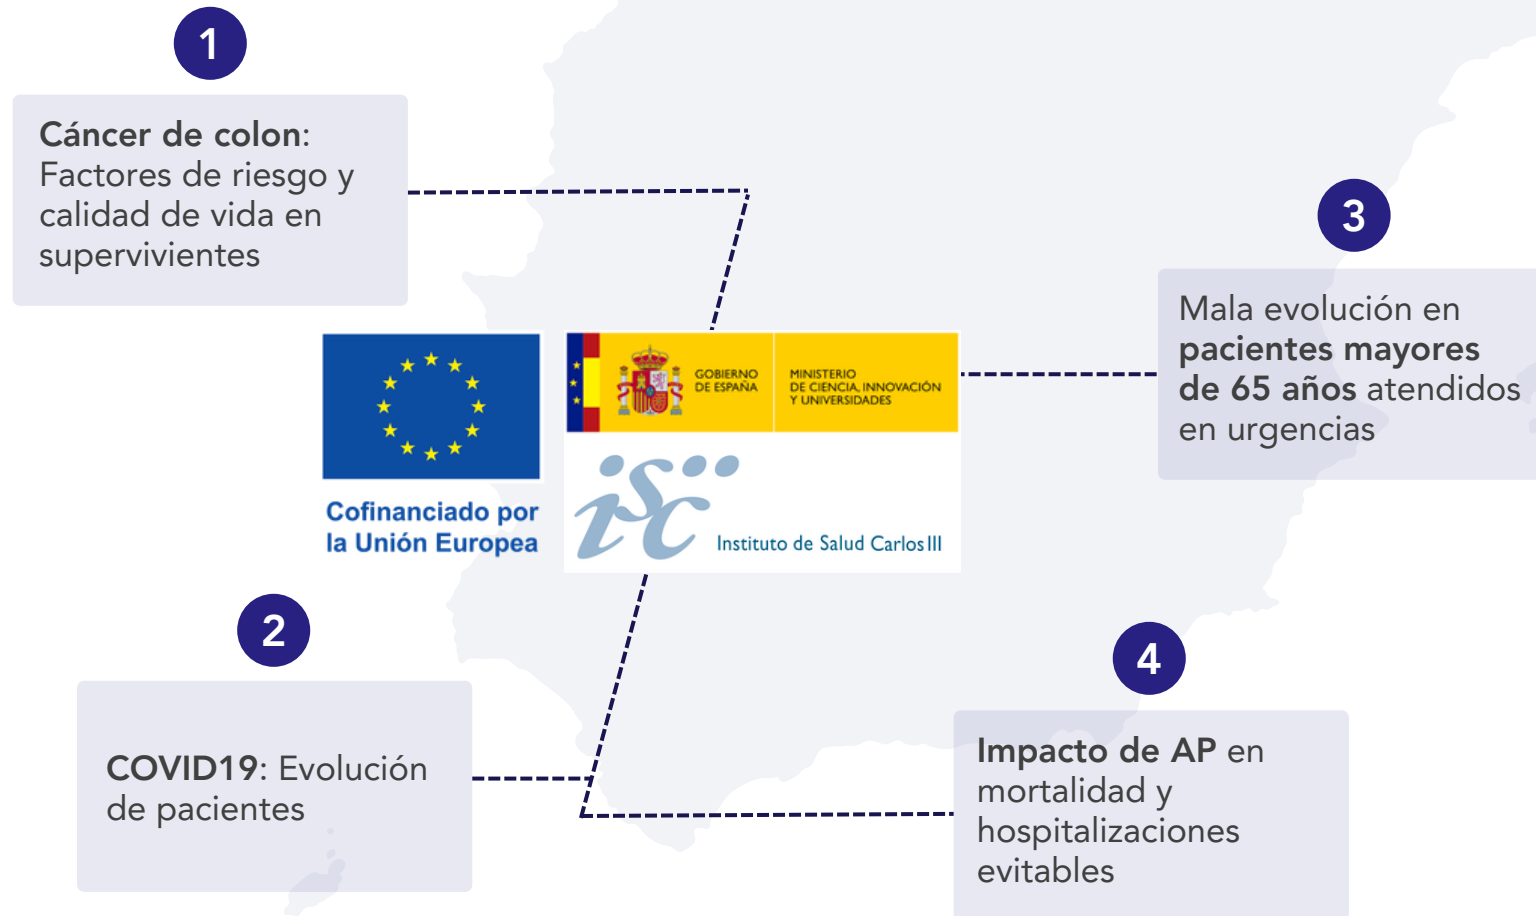 1
Cáncer de colon:
Factores de riesgo y
calidad de vida en
supervivientes
3
Mala evolución en
pacientes mayores
de 65 años atendidos
en urgencias
GOBIERNO
DE ESPAÑA
MINISTERIO
DE CIENCIA, INNOVACIÓN
Y UNIVERSIDADES
Cofinanciado por
la Unión Europea
isciii
Instituto de Salud Carlos III
2
COVID19: Evolución
de pacientes
4
Impacto de AP en
mortalidad y
hospitalizaciones
evitables